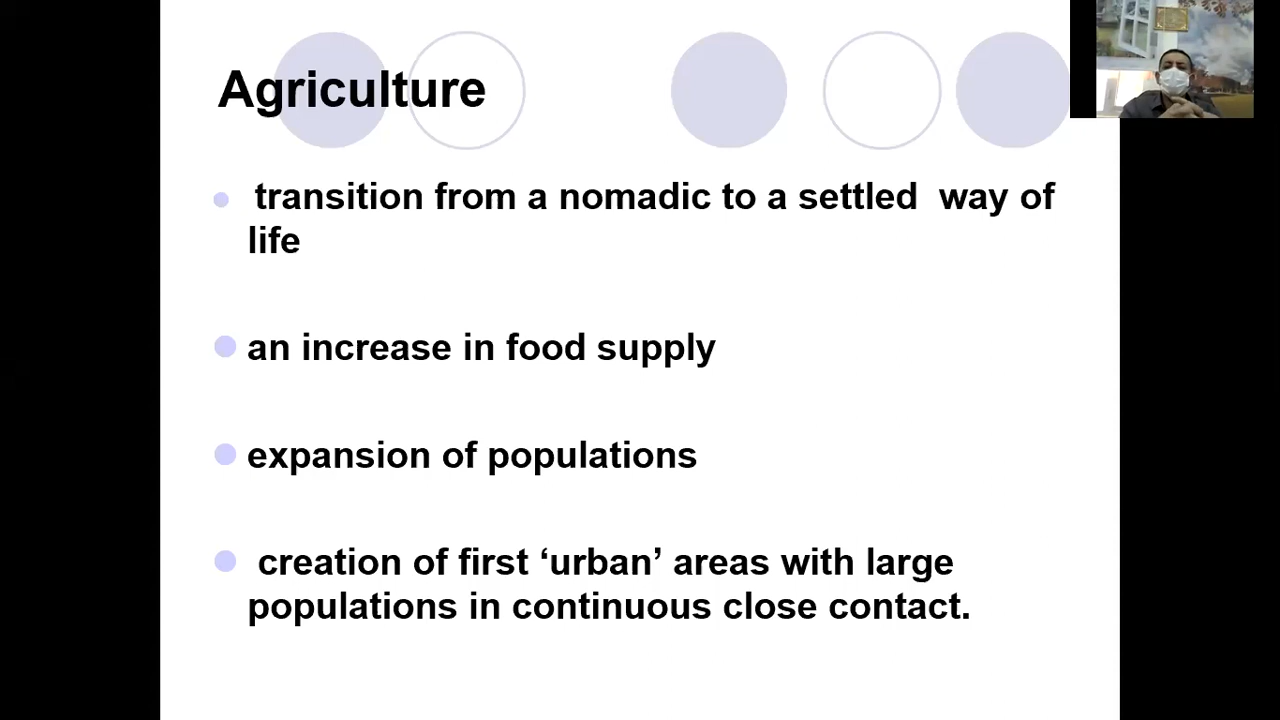 Agriculture
transition from a nomadic to a settled way of
life
an increase in food supply
expansion of populations
creation of first ‘urban’ areas with large
populations in continuous close contact.